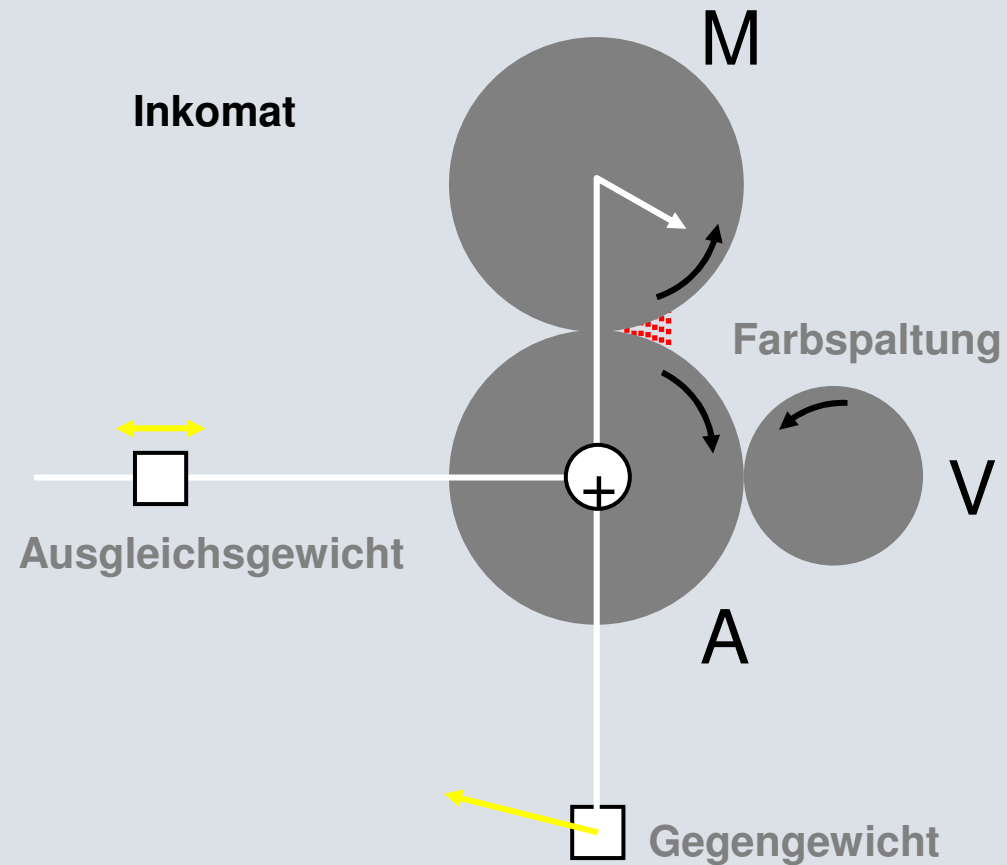 M
Inkomat
Farbspaltung
V
Ausgleichsgewicht
A
Gegengewicht